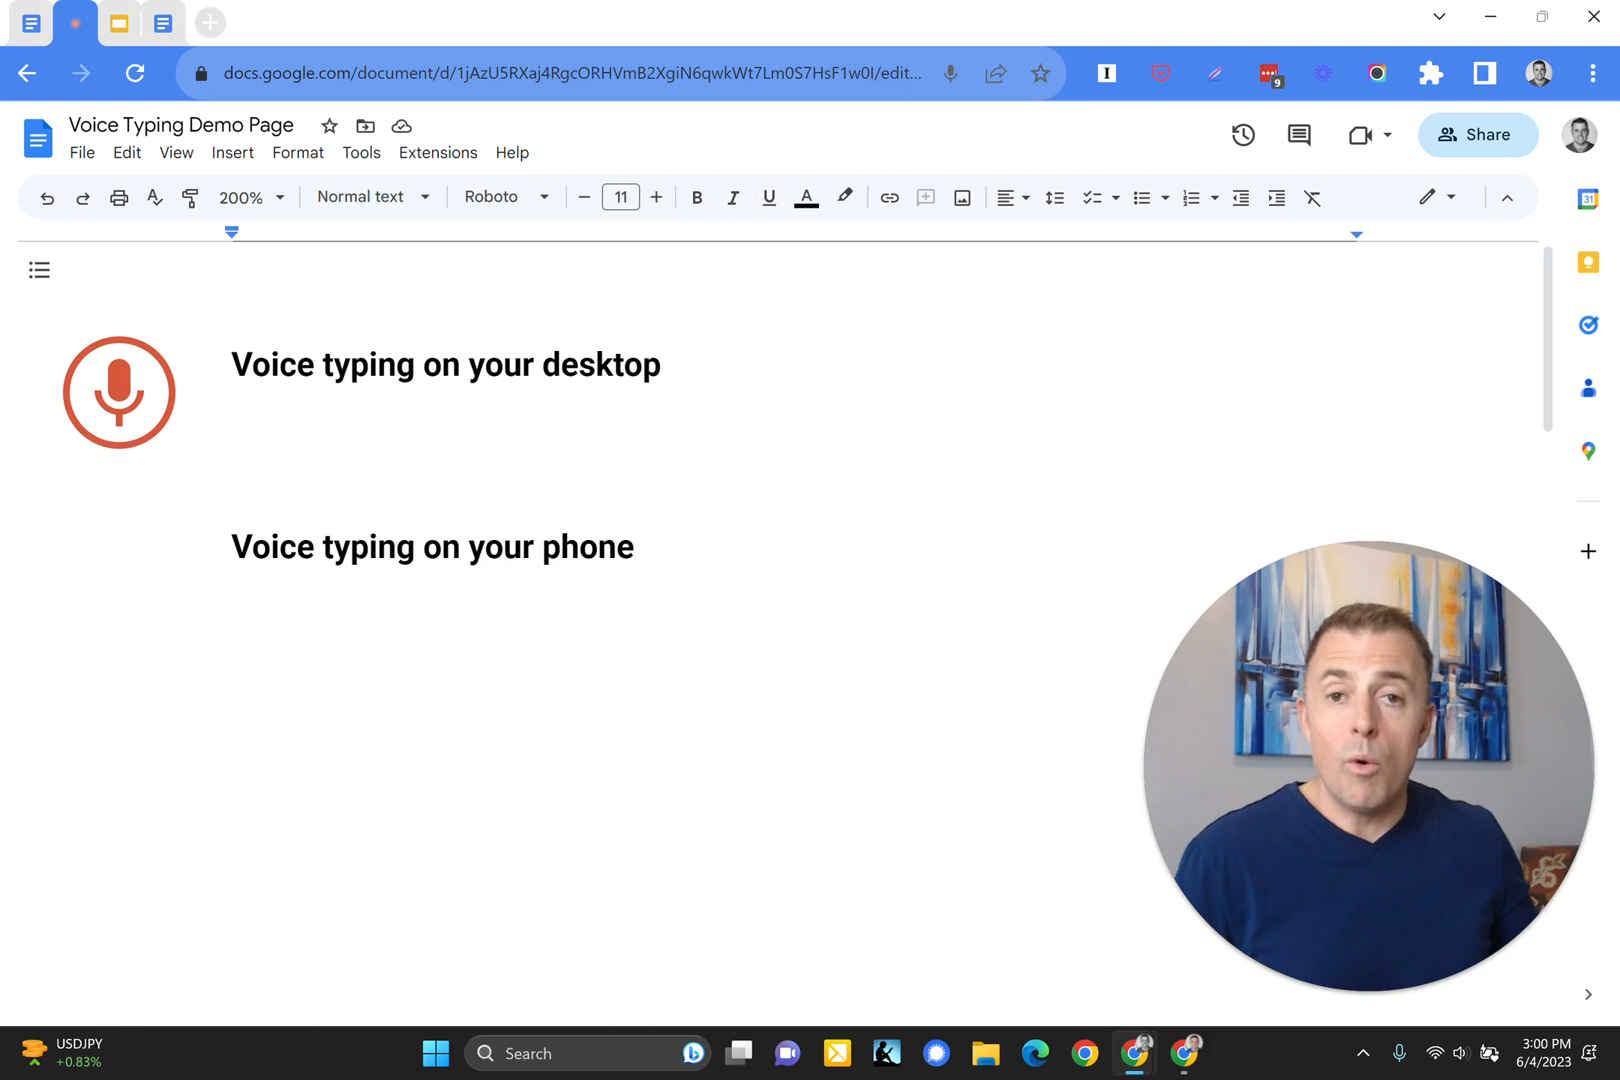 docs.google.com/document/d/1jAzU5RXaj4RgcORHVmB2XgiN6qwkWt7Lm0S7HsF1w0I/edit...
9
Voice Typing Demo Page
File Edit View Insert Format Tools Extensions Help
Share
200% Normal text Roboto 11 B I U A
31
Voice typing on your desktop
Voice typing on your phone
USDJPY
+0.83%
Search
3:00 PM
6/4/2023